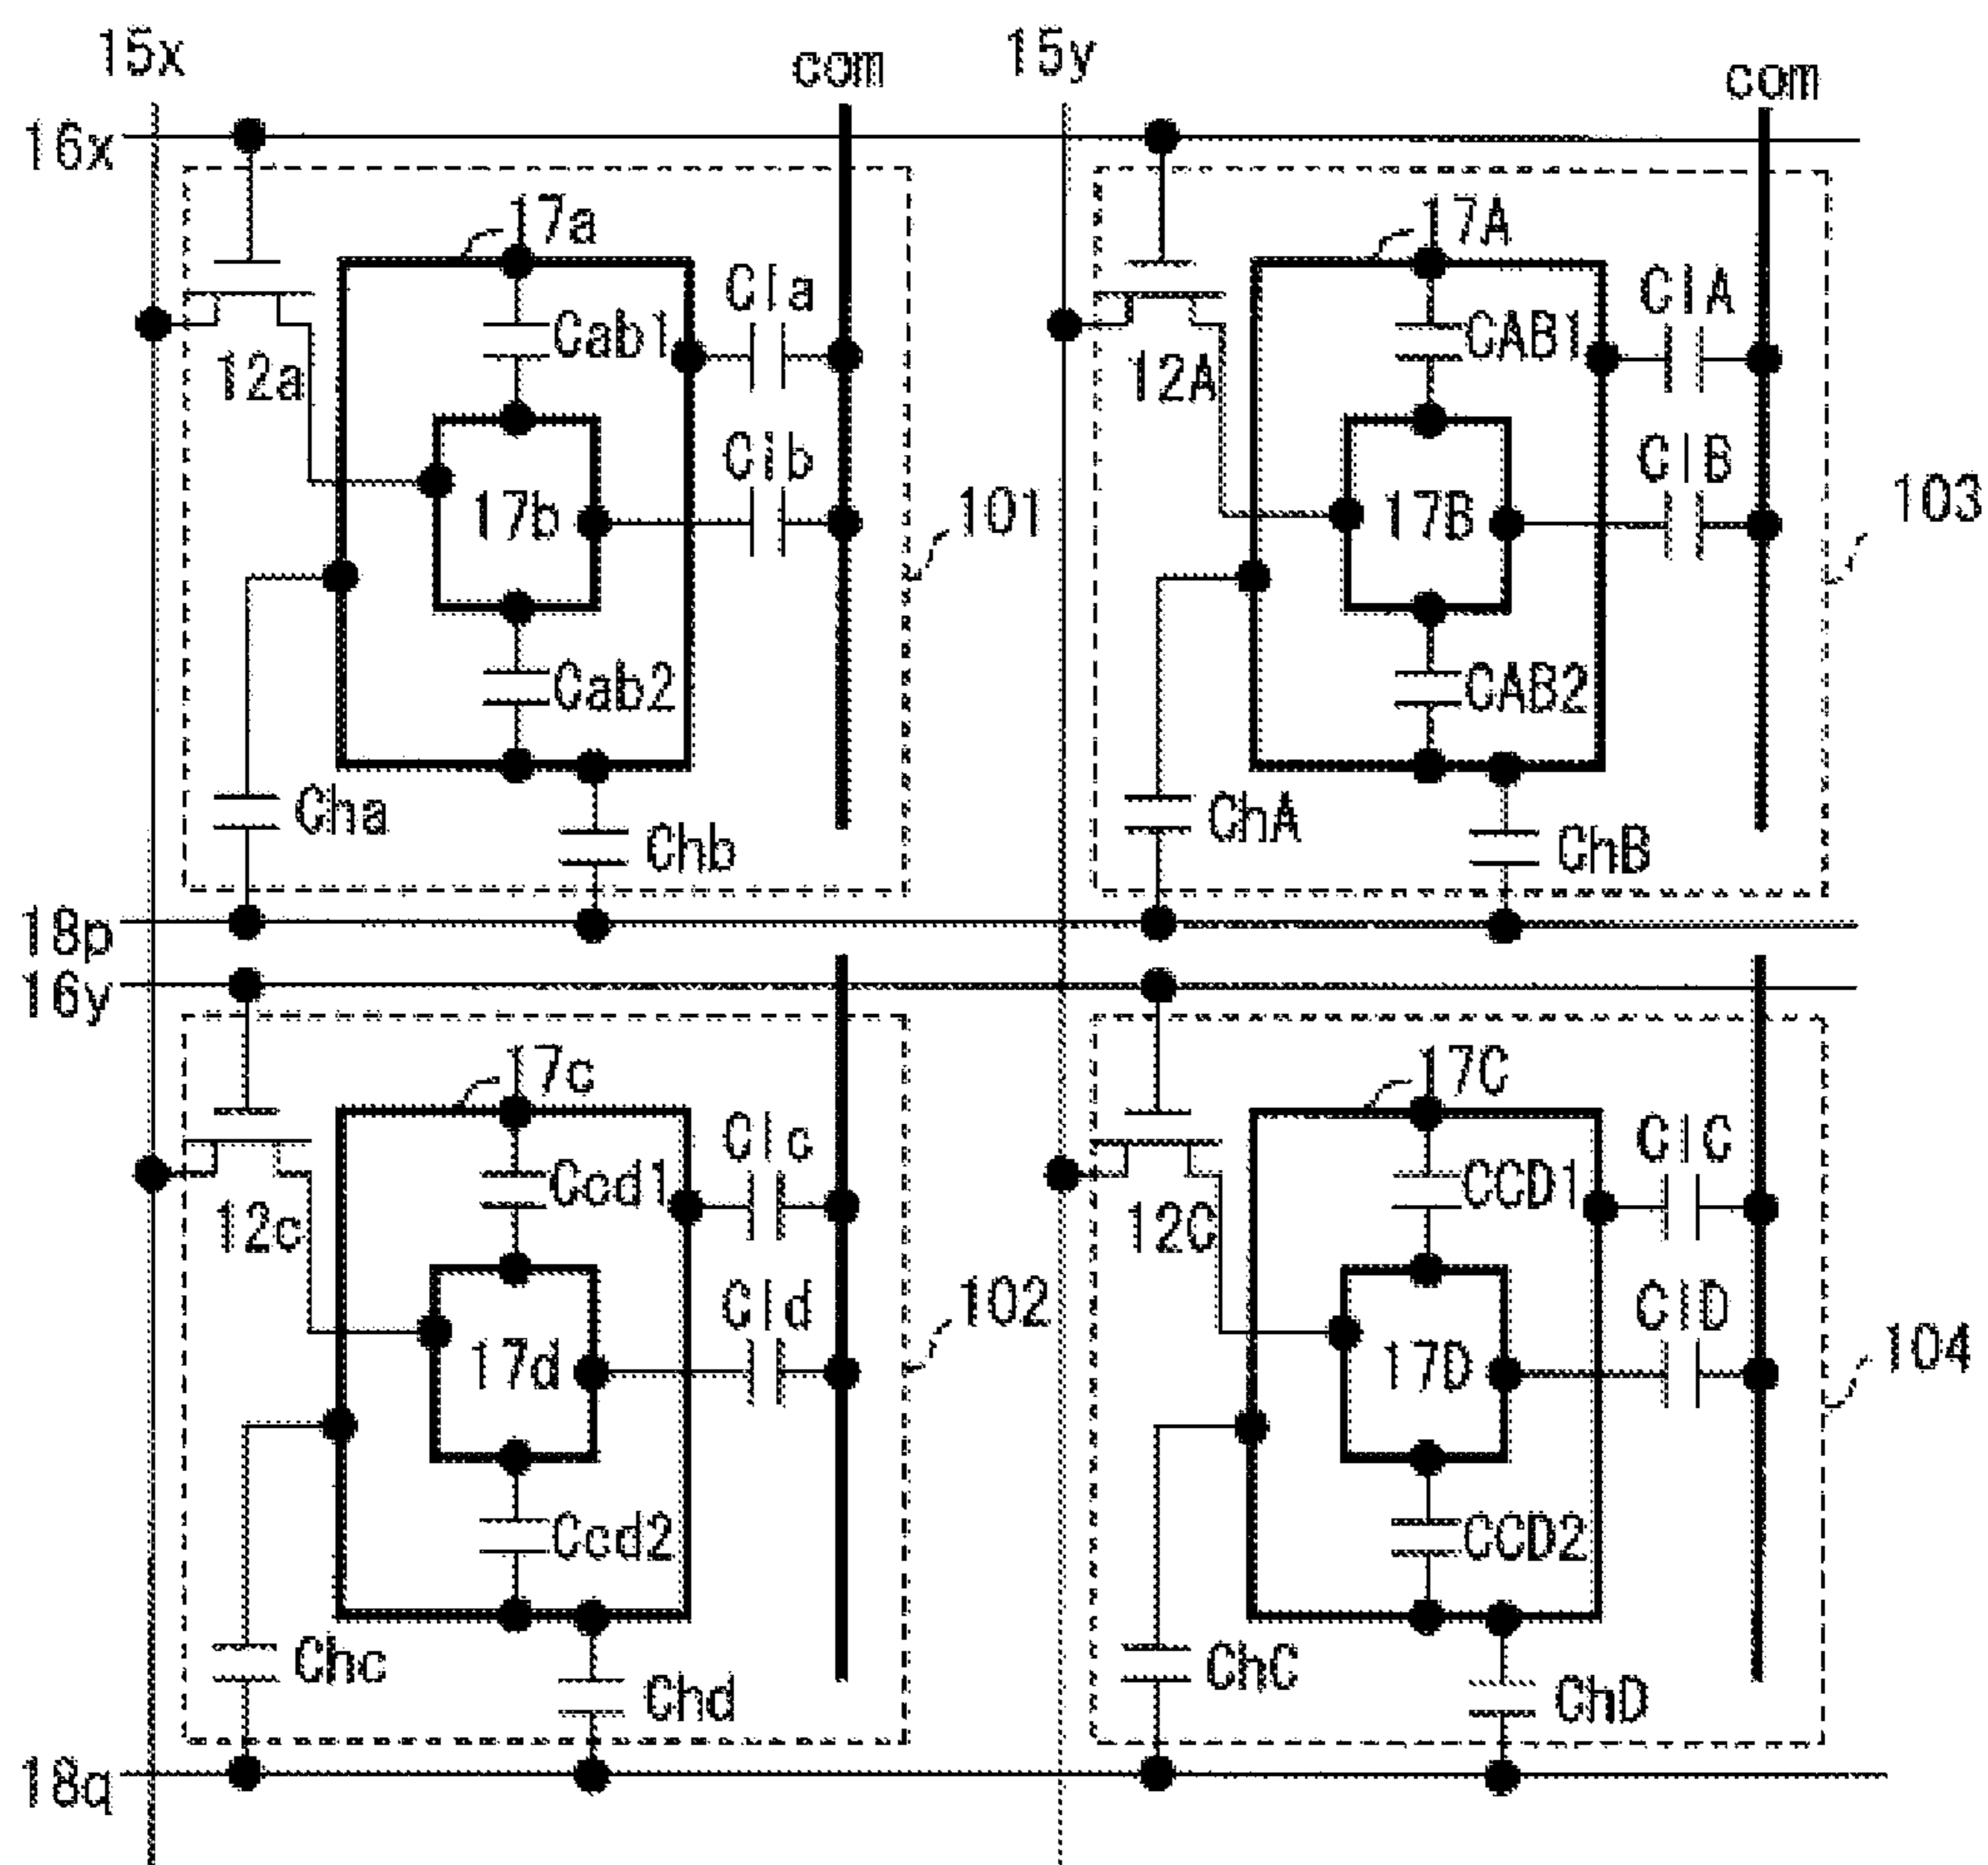 15x
com
15y
com
16x
17a
17A
Cla
ClA
Cab1
CAB1
12a
12A
Clb
ClB
17b
17B
101
103
Cab2
CAB2
Cha
Chb
ChA
ChB
18p
16y
17c
17C
Clc
ClC
Ccd1
CCD1
12c
12C
Cld
ClD
17d
17D
102
104
Ccd2
CCD2
Chc
Chd
ChC
ChD
18q